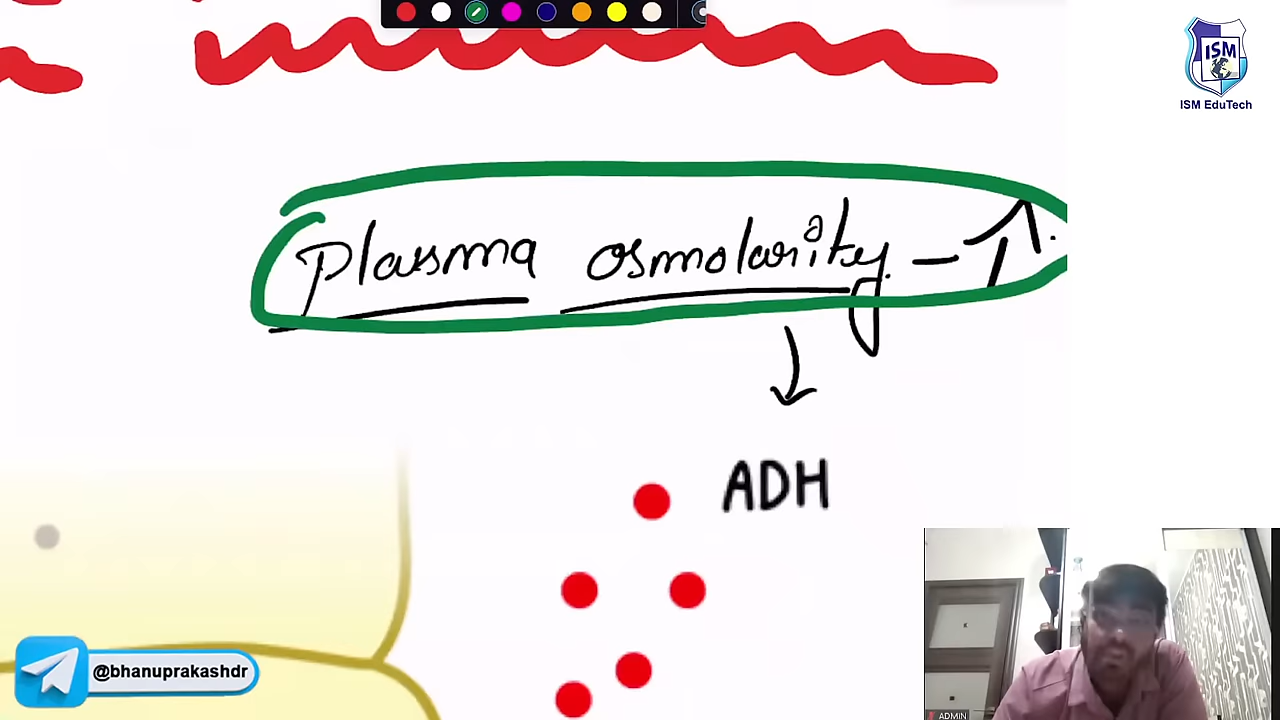 ISM
ISM EduTech
Plasma osmolarity - ↑
↓
ADH
@bhanuprakashdr
ADMIN